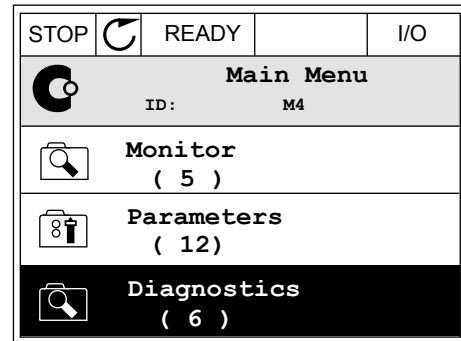 STOP READY I/O
Main Menu
ID: M4
Monitor
( 5 )
Parameters
( 12)
Diagnostics
( 6 )